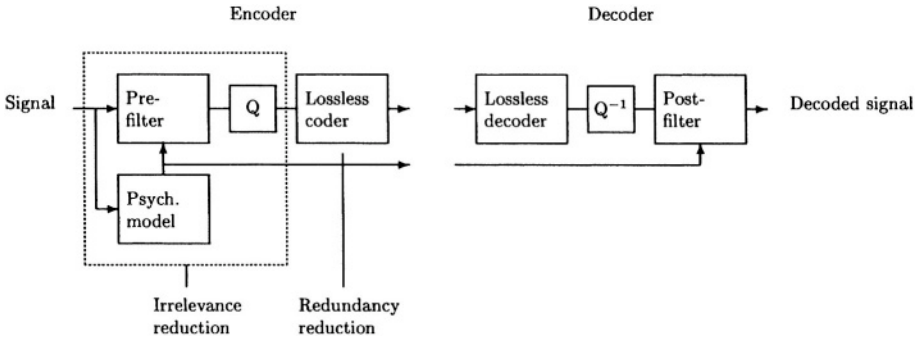 Encoder
Decoder
Signal
Pre-
filter
Q
Lossless
coder
Lossless
decoder
Q⁻¹
Post-
filter
Decoded signal
Psych.
model
Irrelevance
reduction
Redundancy
reduction